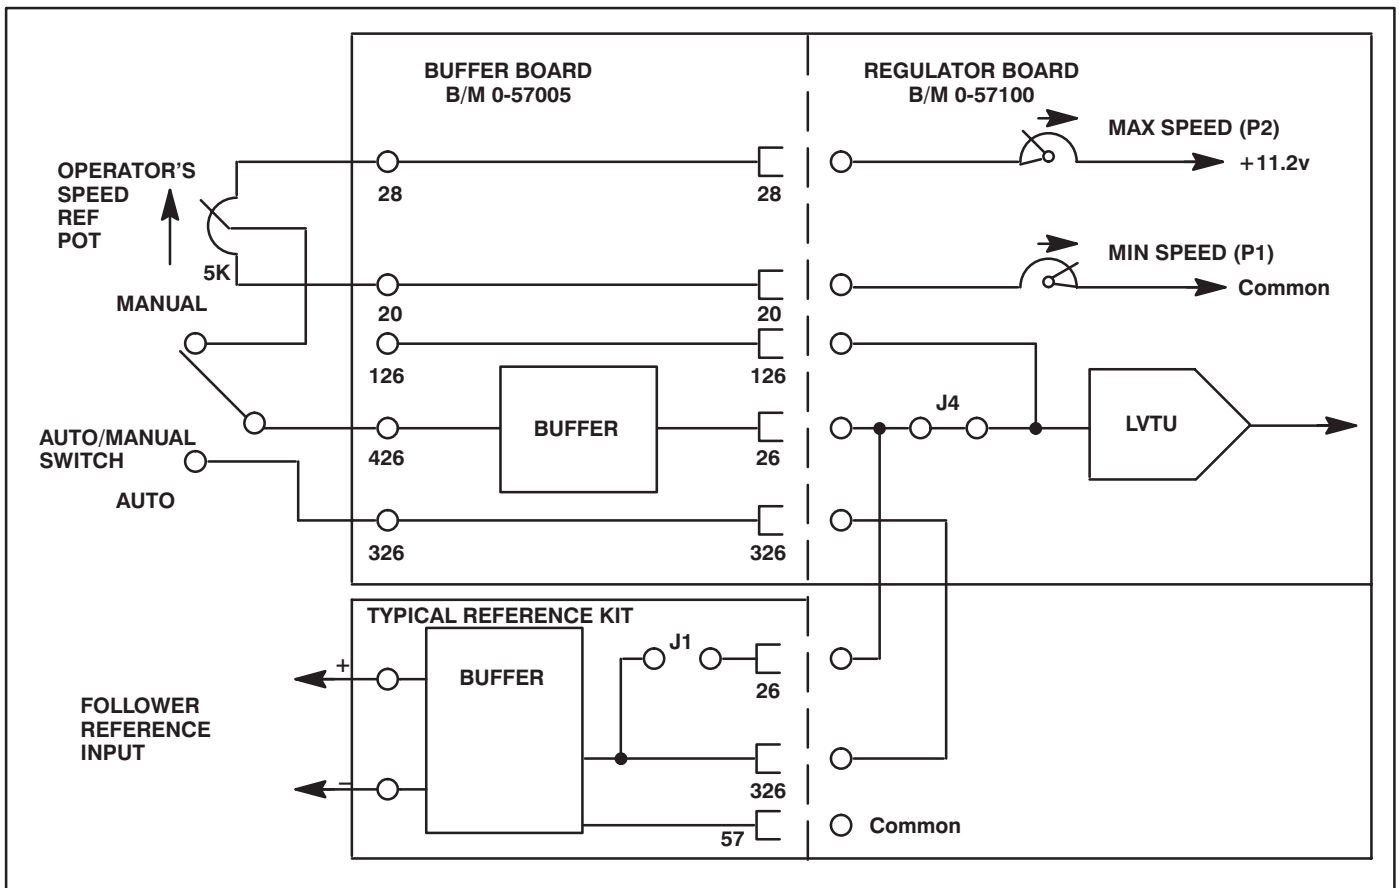 BUFFER BOARD
B/M 0-57005
REGULATOR BOARD
B/M 0-57100
MAX SPEED (P2)
+11.2v
OPERATOR'S
SPEED
REF
POT
28
28
MIN SPEED (P1)
Common
5K
MANUAL
20
20
126
126
J4
BUFFER
LVTU
AUTO/MANUAL
SWITCH
426
26
AUTO
326
326
TYPICAL REFERENCE KIT
J1
+
BUFFER
26
FOLLOWER
REFERENCE
INPUT
−
326
57
Common